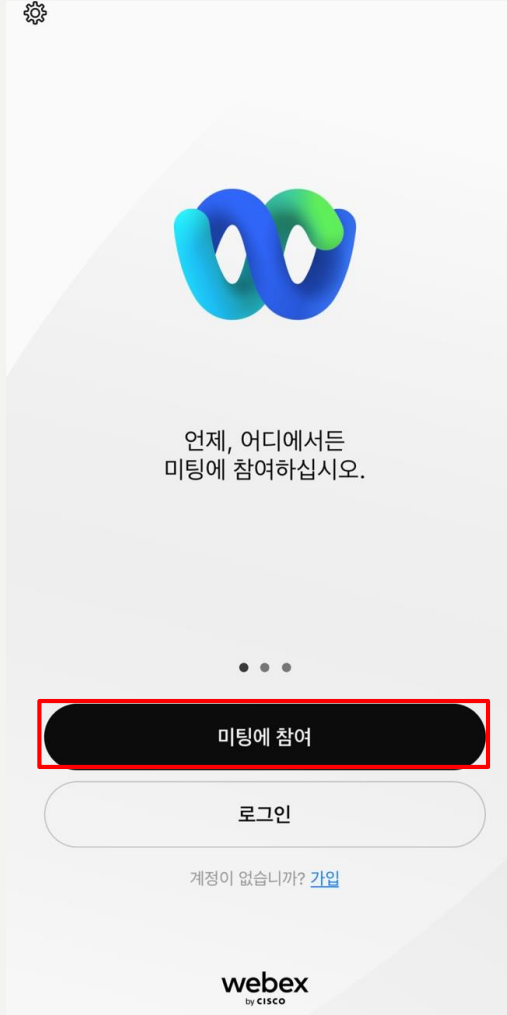 언제, 어디에서든
미팅에 참여하십시오.
미팅에 참여
로그인
계정이 없습니까? 가입
webex
by CISCO